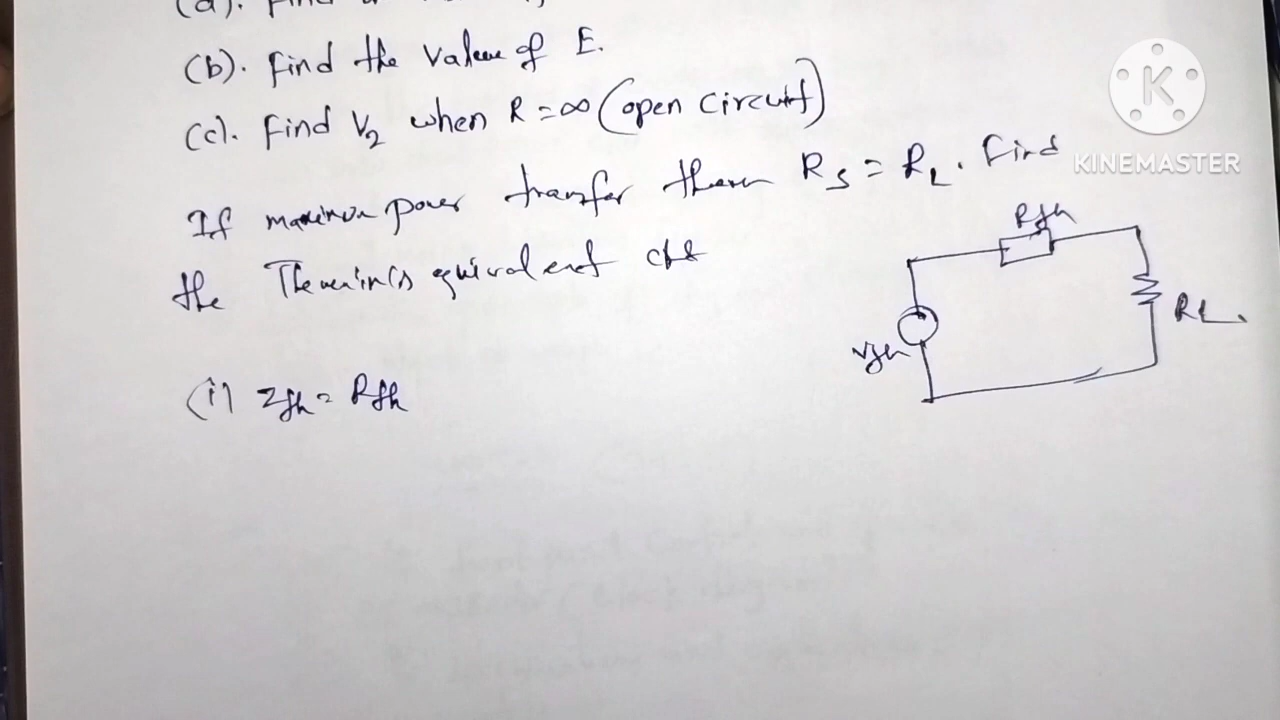 (a). Find
(b). Find the Value of E.
(c). Find V2 when R = ∞ (open circuit)
If maximum power transfer then RS = RL. Find
the Thevenin's equivalent ckt
(i) Zth = Rth
Rth
RL
Vth
K
KINEMASTER